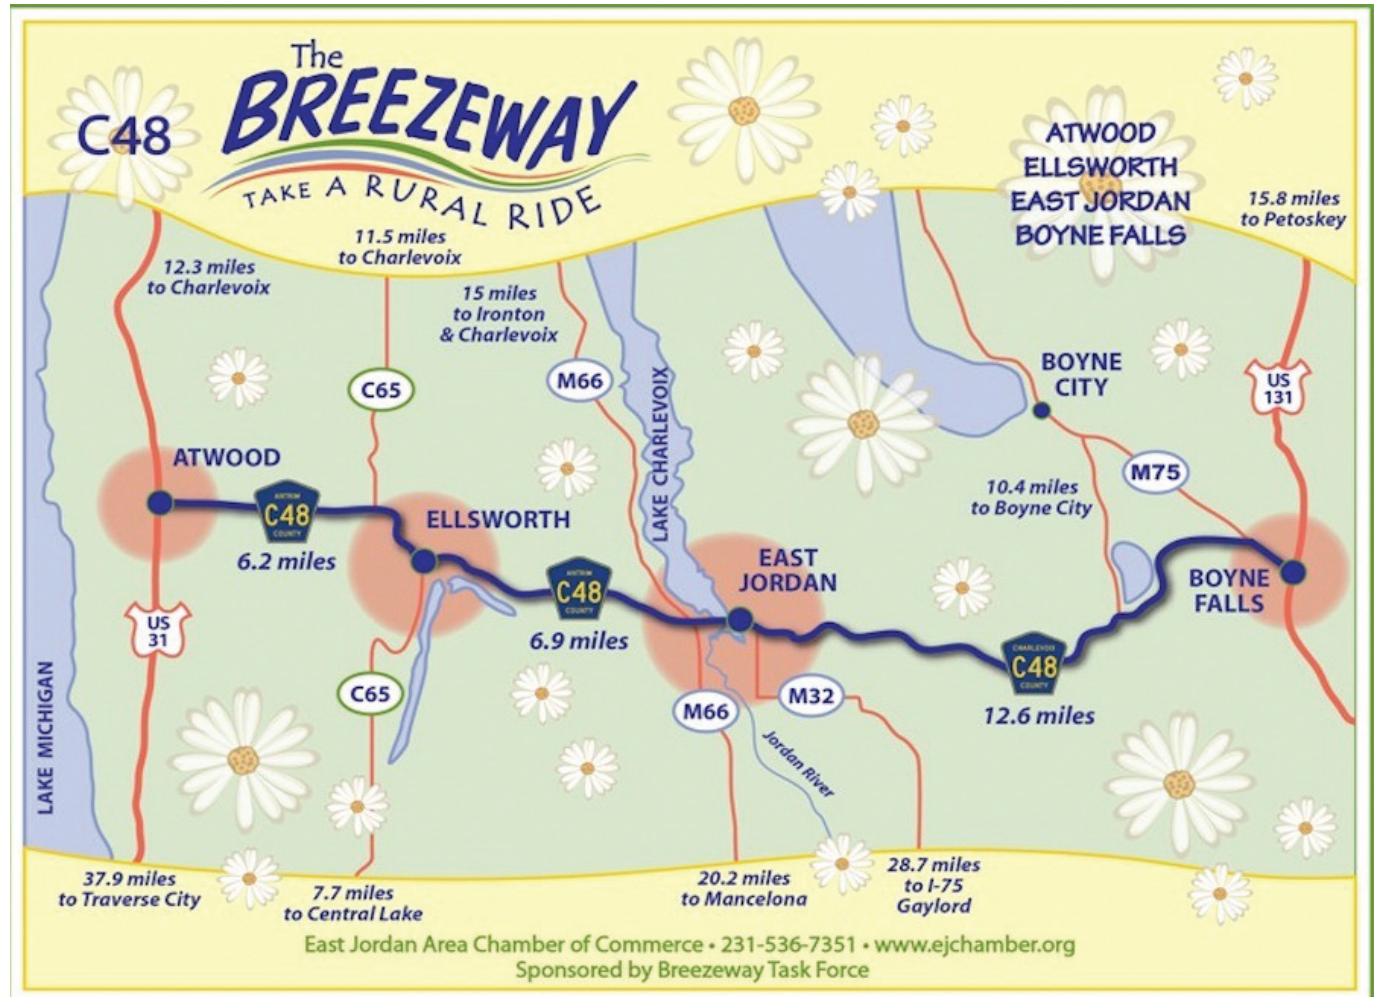 The
BREEZEWAY
C48
TAKE A RURAL RIDE
ATWOOD
ELLSWORTH
EAST JORDAN
BOYNE FALLS
15.8 miles
to Petoskey
11.5 miles
to Charlevoix
12.3 miles
to Charlevoix
15 miles
to Ironton
& Charlevoix
C65
M66
LAKE CHARLEVOIX
BOYNE
CITY
US
131
ATWOOD
M75
10.4 miles
to Boyne City
ANTRIM
C48
COUNTY
6.2 miles
ELLSWORTH
EAST
JORDAN
ANTRIM
C48
COUNTY
6.9 miles
BOYNE
FALLS
US
31
CHARLEVOIX
C48
COUNTY
12.6 miles
C65
M66
M32
LAKE MICHIGAN
Jordan River
37.9 miles
to Traverse City
7.7 miles
to Central Lake
20.2 miles
to Mancelona
28.7 miles
to I-75
Gaylord
East Jordan Area Chamber of Commerce • 231-536-7351 • www.ejchamber.org
Sponsored by Breezeway Task Force